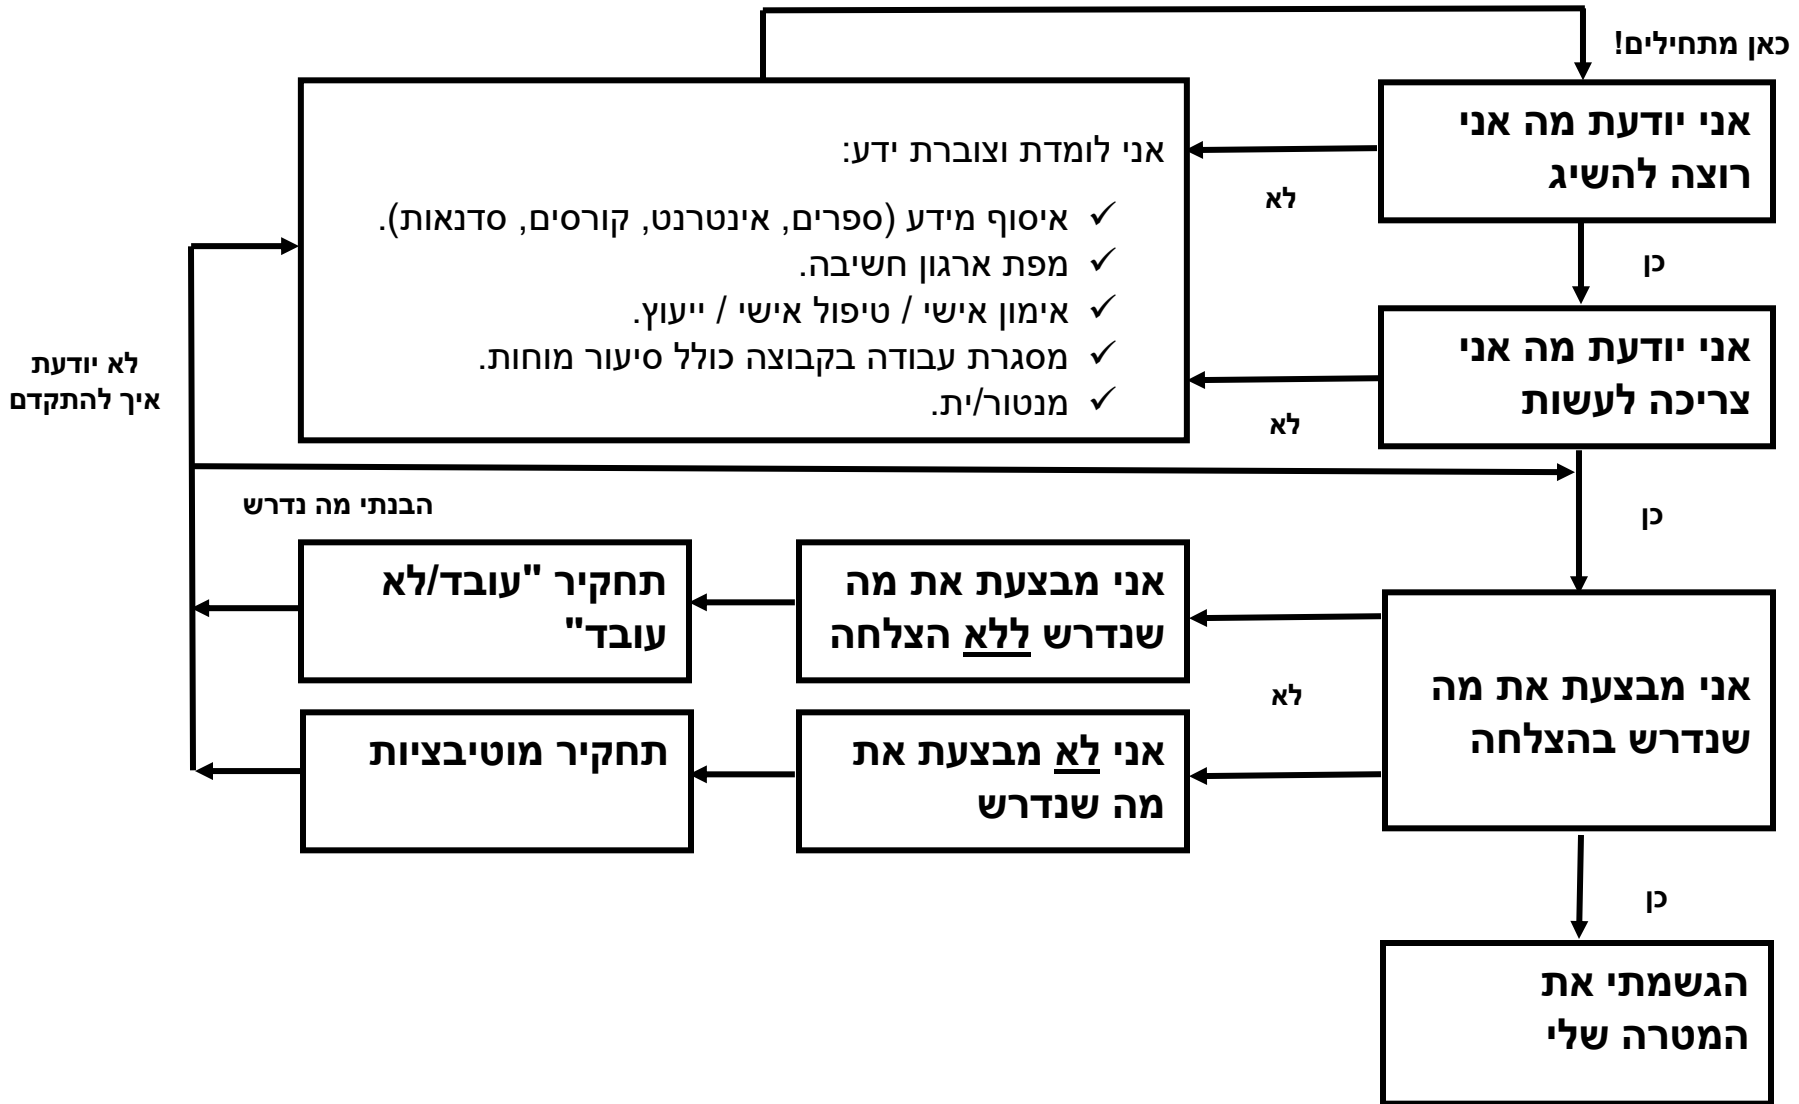 כאן מתחילים!
אני יודעת מה אני
רוצה להשיג
לא
כן
אני לומדת וצוברת ידע:
✓ איסוף מידע (ספרים, אינטרנט, קורסים, סדנאות).
✓ מפת ארגון חשיבה.
✓ אימון אישי / טיפול אישי / ייעוץ.
✓ מסגרת עבודה בקבוצה כולל סיעור מוחות.
✓ מנטור/ית.
אני יודעת מה אני
צריכה לעשות
לא
כן
לא יודעת
איך להתקדם
הבנתי מה נדרש
אני מבצעת את מה
שנדרש בהצלחה
לא
אני מבצעת את מה
שנדרש ללא הצלחה
תחקיר "עובד/לא
עובד"
אני לא מבצעת את
מה שנדרש
תחקיר מוטיבציות
כן
הגשמתי את
המטרה שלי